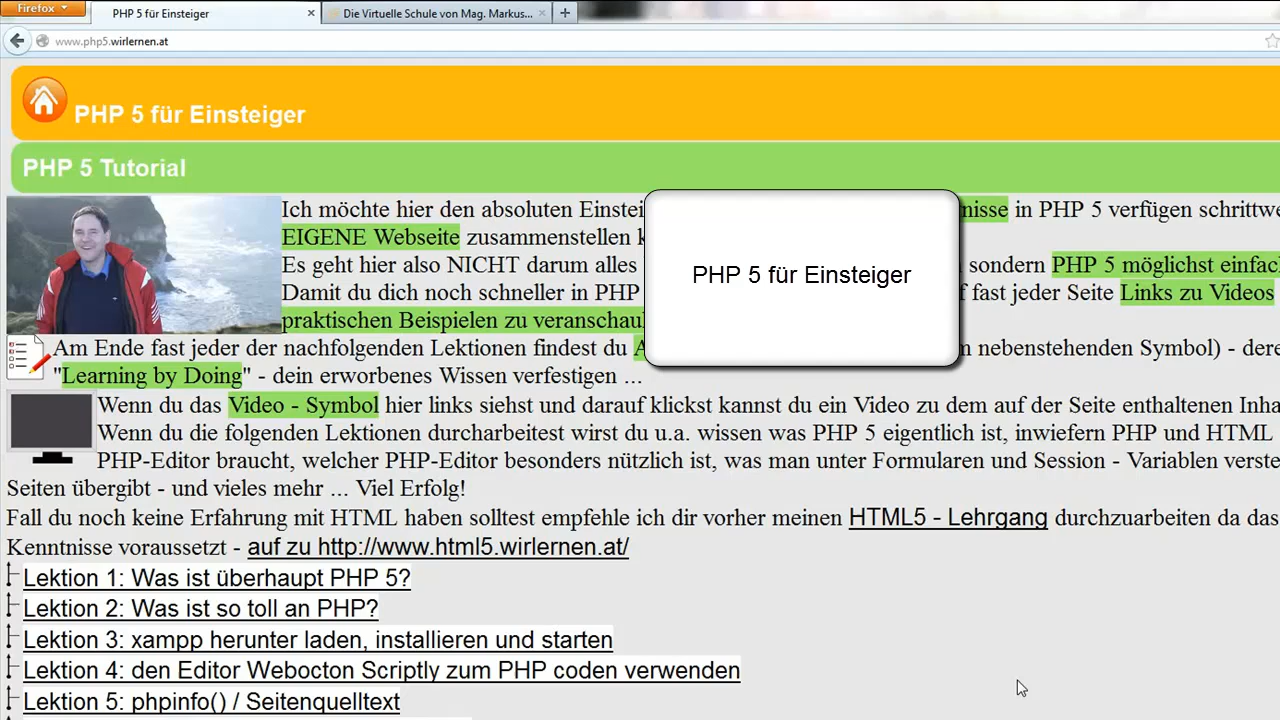 Firefox
PHP 5 für Einsteiger
Die Virtuelle Schule von Mag. Markus...
www.php5.wirlernen.at
PHP 5 für Einsteiger
PHP 5 Tutorial
Ich möchte hier den absoluten Einstei nisse in PHP 5 verfügen schrittwe
EIGENE Webseite zusammenstellen k
Es geht hier also NICHT darum alles sondern PHP 5 möglichst einfach
Damit du dich noch schneller in PHP f fast jeder Seite Links zu Videos
praktischen Beispielen zu veranschau
PHP 5 für Einsteiger
Am Ende fast jeder der nachfolgenden Lektionen findest du A m nebenstehenden Symbol) - dere
"Learning by Doing" - dein erworbenes Wissen verfestigen ...
Wenn du das Video - Symbol hier links siehst und darauf klickst kannst du ein Video zu dem auf der Seite enthaltenen Inha
Wenn du die folgenden Lektionen durcharbeitest wirst du u.a. wissen was PHP 5 eigentlich ist, inwiefern PHP und HTML
PHP-Editor braucht, welcher PHP-Editor besonders nützlich ist, was man unter Formularen und Session - Variablen verste
Seiten übergibt - und vieles mehr ... Viel Erfolg!
Fall du noch keine Erfahrung mit HTML haben solltest empfehle ich dir vorher meinen HTML5 - Lehrgang durchzuarbeiten da das
Kenntnisse voraussetzt - auf zu http://www.html5.wirlernen.at/
Lektion 1: Was ist überhaupt PHP 5?
Lektion 2: Was ist so toll an PHP?
Lektion 3: xampp herunter laden, installieren und starten
Lektion 4: den Editor Webocton Scriptly zum PHP coden verwenden
Lektion 5: phpinfo() / Seitenquelltext